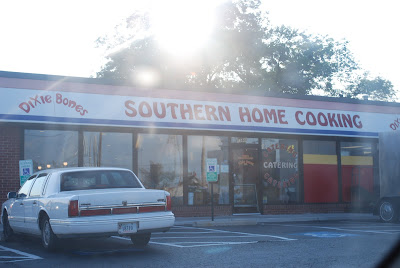 Dixie Bones
SOUTHERN HOME COOKING
CATERING